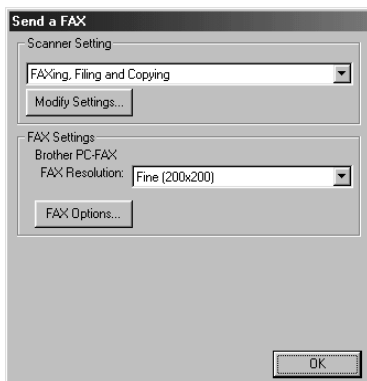 Send a FAX
Scanner Setting
FAXing, Filing and Copying
Modify Settings...
FAX Settings
Brother PC-FAX
FAX Resolution: Fine (200x200)
FAX Options...
OK